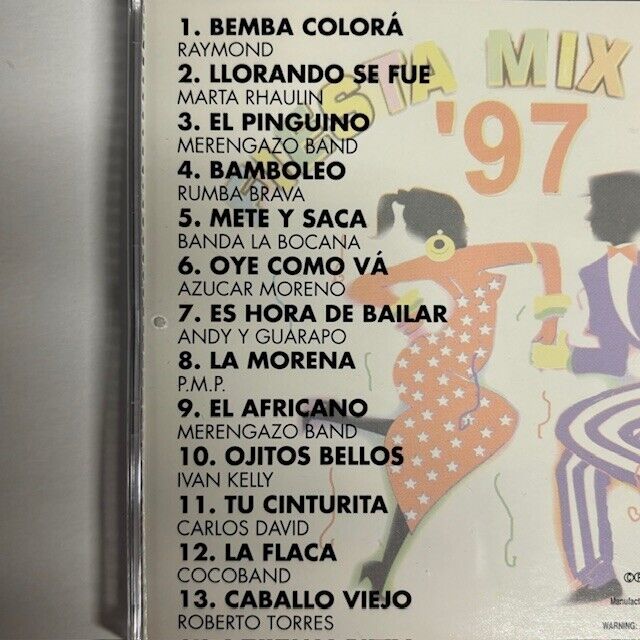 1. BEMBA COLORÁ
RAYMOND
2. LLORANDO SE FUE
MARTA RHAULIN
3. EL PINGUINO
MERENGAZO BAND
4. BAMBOLEO
RUMBA BRAVA
5. METE Y SACA
BANDA LA BOCANA
6. OYE COMO VÁ
AZUCAR MORENO
7. ES HORA DE BAILAR
ANDY Y GUARAPO
8. LA MORENA
P.M.P.
9. EL AFRICANO
MERENGAZO BAND
10. OJITOS BELLOS
IVAN KELLY
11. TU CINTURITA
CARLOS DAVID
12. LA FLACA
COCOBAND
13. CABALLO VIEJO
ROBERTO TORRES
FIESTA MIX
'97
WARNING: